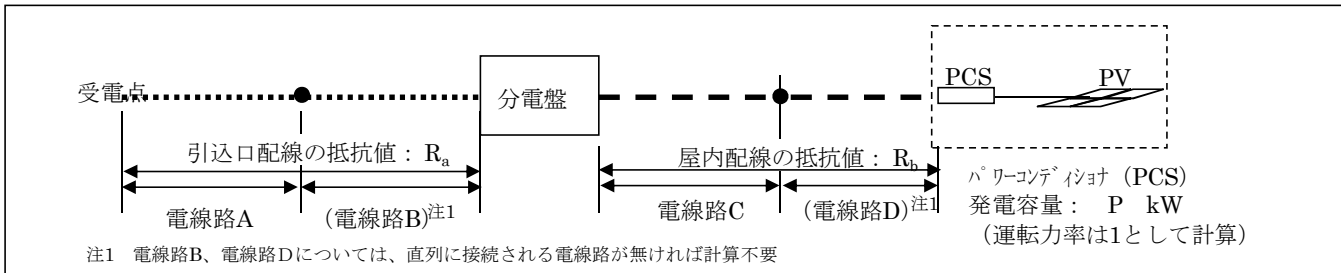 PCS PV
受電点
分電盤
引込口配線の抵抗値： Ra
屋内配線の抵抗値： Rb
電線路A (電線路B)注1 電線路C (電線路D)注1
ﾊﾟﾜｰｺﾝﾃﾞｨｼｮﾅ (PCS)
発電容量： P kW
（運転力率は1として計算）
注1 電線路B、電線路Dについては、直列に接続される電線路が無ければ計算不要